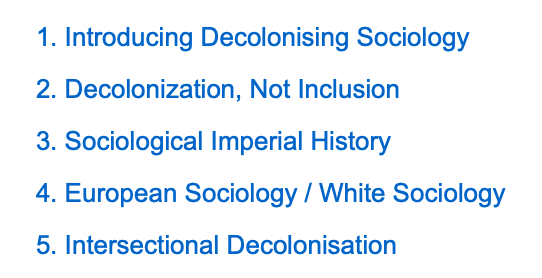 1. Introducing Decolonising Sociology
2. Decolonization, Not Inclusion
3. Sociological Imperial History
4. European Sociology / White Sociology
5. Intersectional Decolonisation